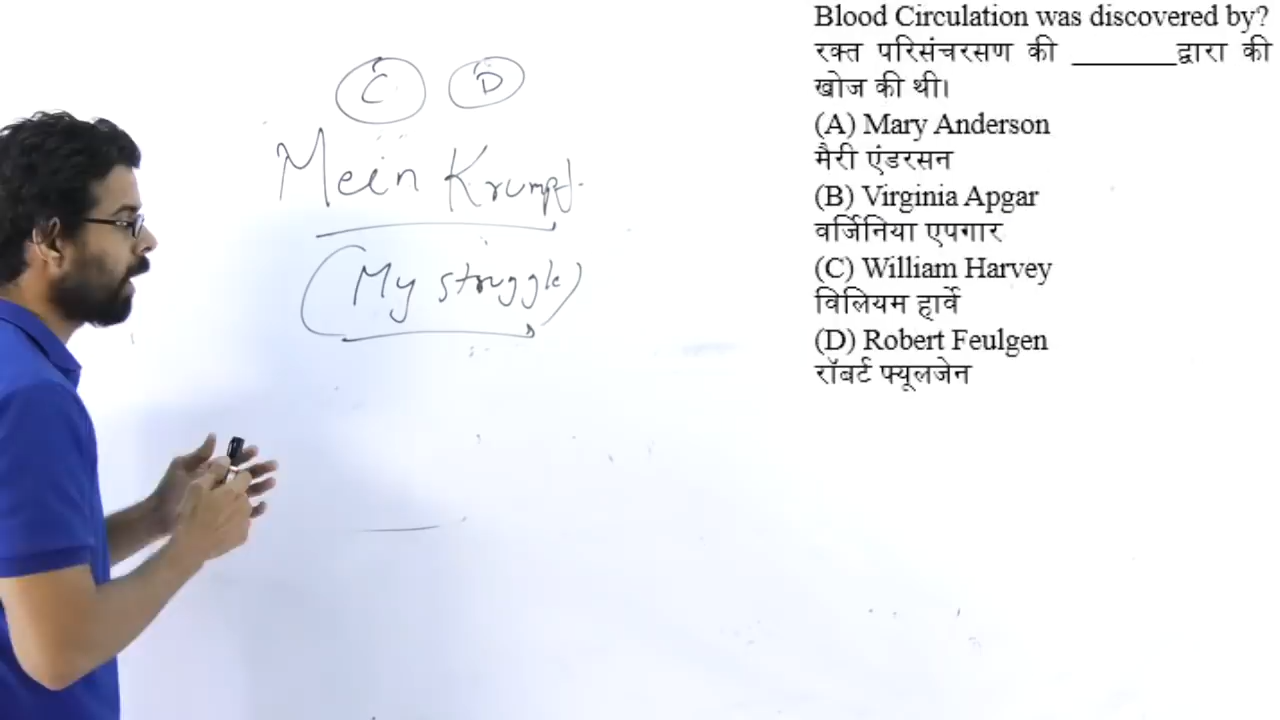 C D
Mein Krumpf.
(My struggle)
Blood Circulation was discovered by?
रक्त परिसंचरसण की ________द्वारा की
खोज की थी।
(A) Mary Anderson
मैरी एंडरसन
(B) Virginia Apgar
वर्जिनिया एपगार
(C) William Harvey
विलियम हार्वे
(D) Robert Feulgen
रॉबर्ट फ्यूलजेन